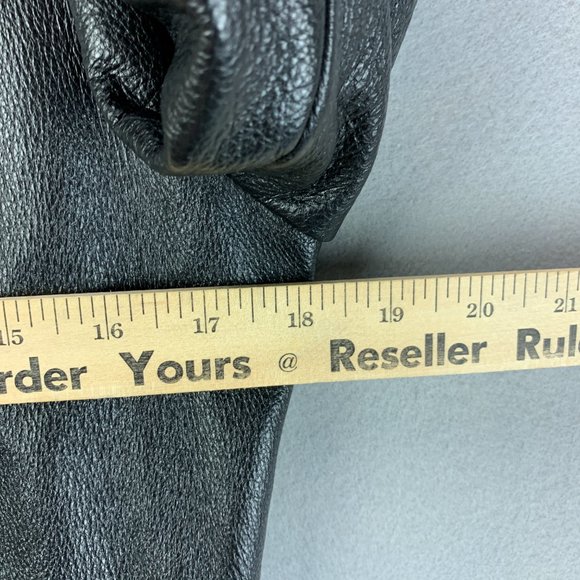 15 16 17 18 19 20 21
rder Yours @ Reseller Rul